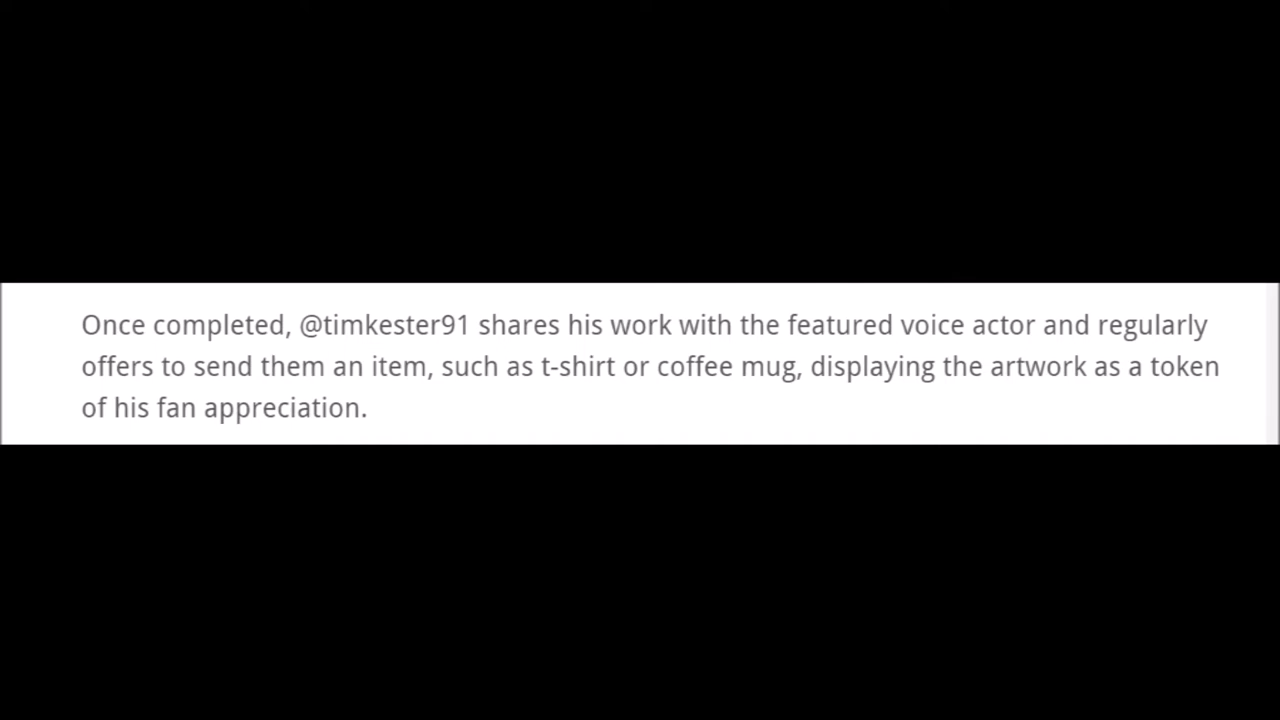 Once completed, @timkester91 shares his work with the featured voice actor and regularly
offers to send them an item, such as t-shirt or coffee mug, displaying the artwork as a token
of his fan appreciation.